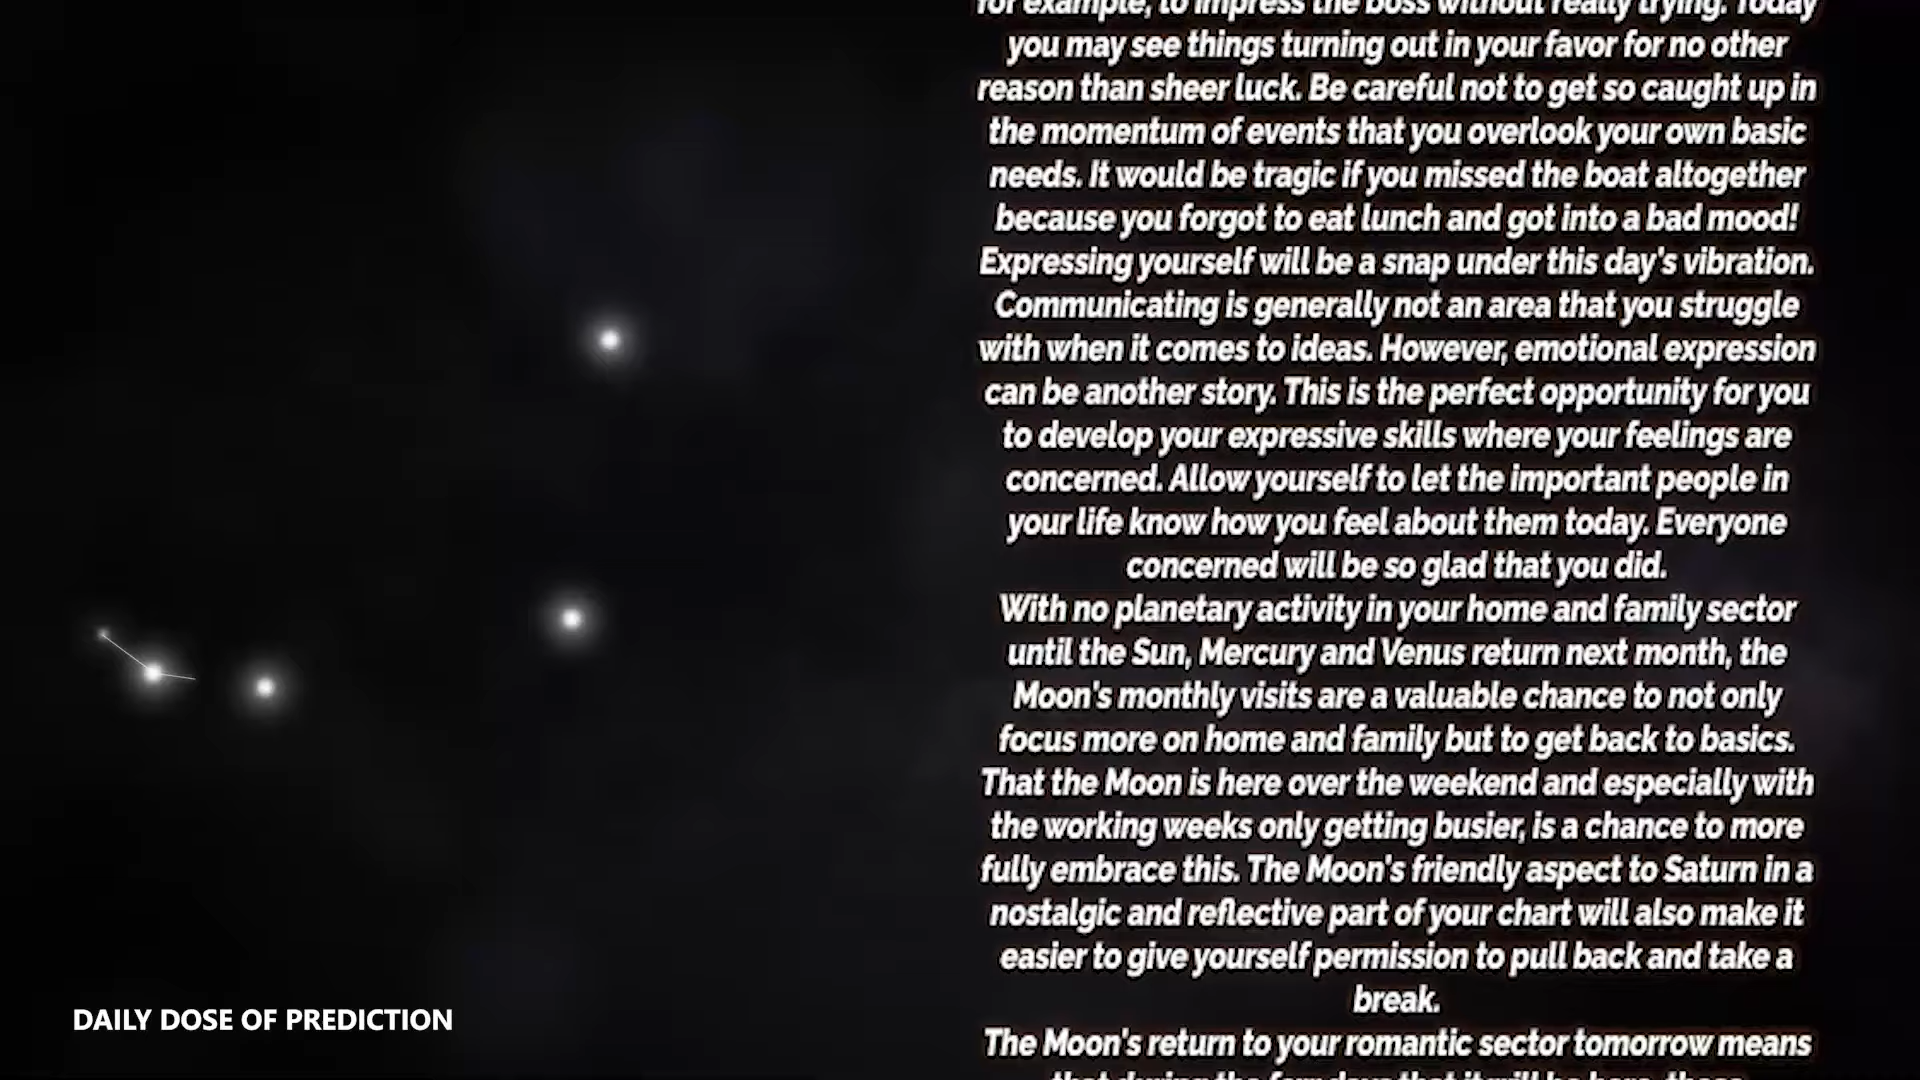 for example, to impress the boss without really trying. Today
you may see things turning out in your favor for no other
reason than sheer luck. Be careful not to get so caught up in
the momentum of events that you overlook your own basic
needs. It would be tragic if you missed the boat altogether
because you forgot to eat lunch and got into a bad mood!
Expressing yourself will be a snap under this day's vibration.
Communicating is generally not an area that you struggle
with when it comes to ideas. However, emotional expression
can be another story. This is the perfect opportunity for you
to develop your expressive skills where your feelings are
concerned. Allow yourself to let the important people in
your life know how you feel about them today. Everyone
concerned will be so glad that you did.
With no planetary activity in your home and family sector
until the Sun, Mercury and Venus return next month, the
Moon's monthly visits are a valuable chance to not only
focus more on home and family but to get back to basics.
That the Moon is here over the weekend and especially with
the working weeks only getting busier, is a chance to more
fully embrace this. The Moon's friendly aspect to Saturn in a
nostalgic and reflective part of your chart will also make it
easier to give yourself permission to pull back and take a
break.
The Moon's return to your romantic sector tomorrow means
DAILY DOSE OF PREDICTION